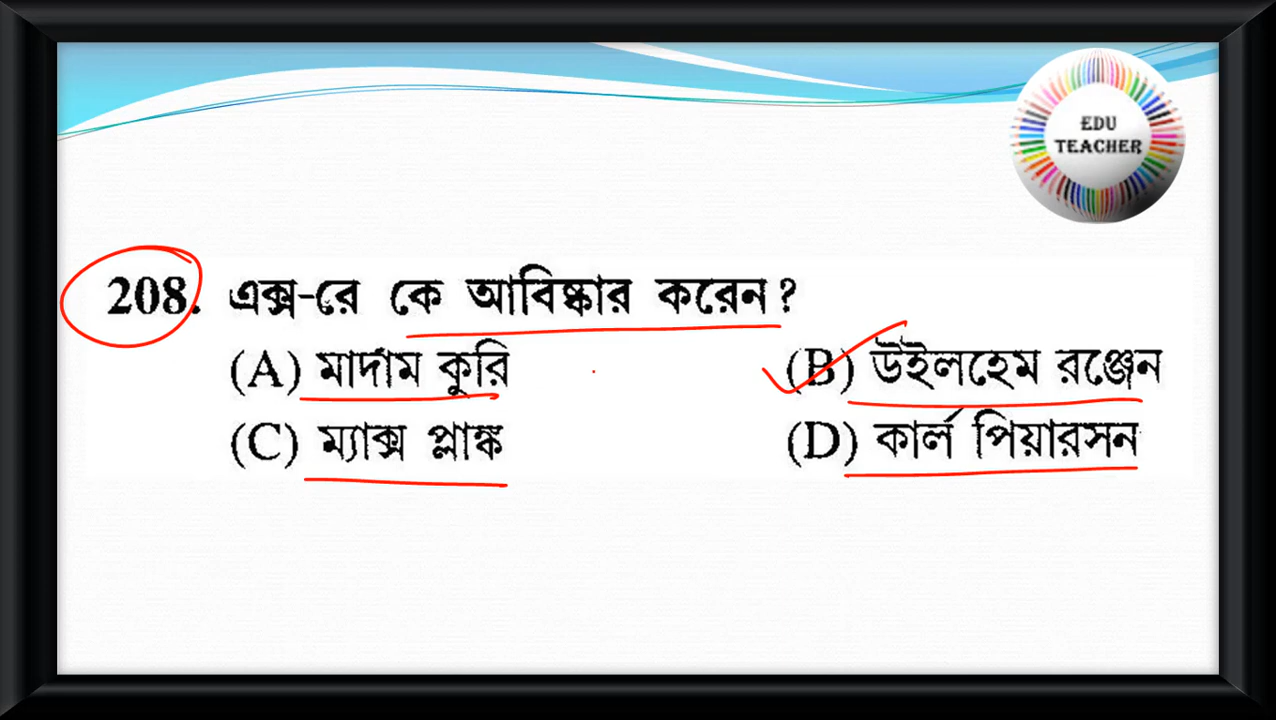 EDU
TEACHER
208. এক্স-রে কে আবিষ্কার করেন?
(A) মার্দাম কুরি
(B) উইলহেম রঞ্জেন
(C) ম্যাক্স প্লাঙ্ক
(D) কার্ল পিয়ারসন